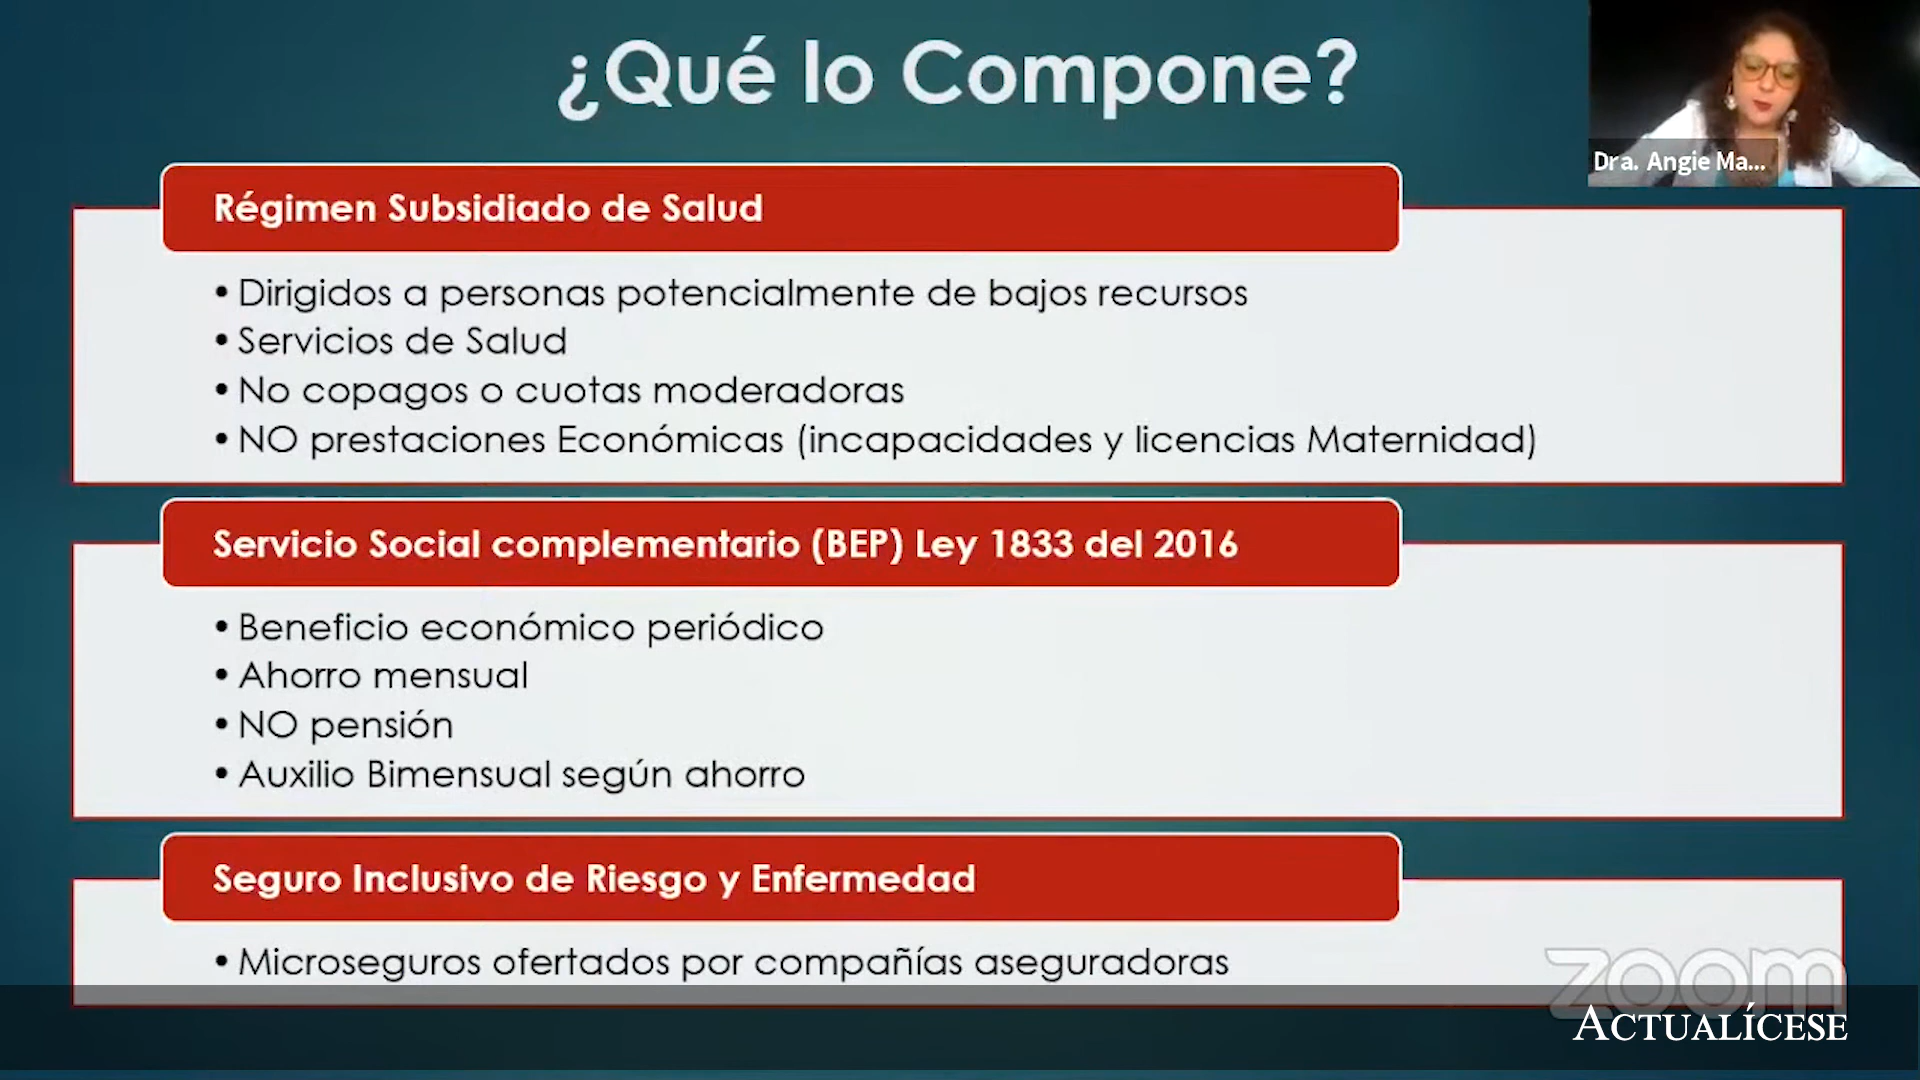 ¿Qué lo Compone?
Dra. Angie Ma...
Régimen Subsidiado de Salud
• Dirigidos a personas potencialmente de bajos recursos
• Servicios de Salud
• No copagos o cuotas moderadoras
• NO prestaciones Económicas (incapacidades y licencias Maternidad)
Servicio Social complementario (BEP) Ley 1833 del 2016
• Beneficio económico periódico
• Ahorro mensual
• NO pensión
• Auxilio Bimensual según ahorro
Seguro Inclusivo de Riesgo y Enfermedad
• Microseguros ofertados por compañías aseguradoras
zoom
ACTUALÍCESE